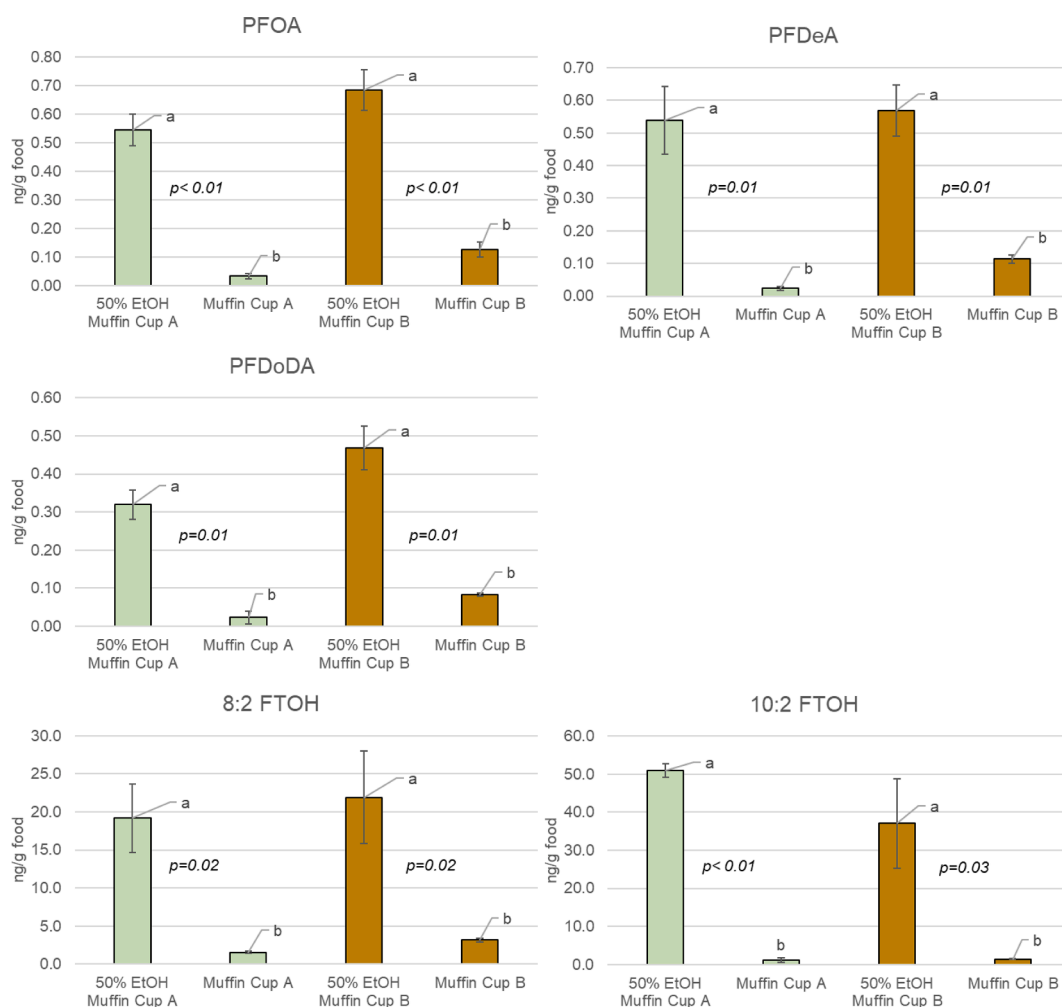 PFOA
0.80
0.70
0.60
0.50
0.40
0.30
0.20
0.10
0.00
ng/g food
a
b
a
b
p< 0.01
p< 0.01
50% EtOH
Muffin Cup A
Muffin Cup A
50% EtOH
Muffin Cup B
Muffin Cup B
PFDeA
0.70
0.60
0.50
0.40
0.30
0.20
0.10
0.00
ng/g food
a
b
a
b
p=0.01
p=0.01
50% EtOH
Muffin Cup A
Muffin Cup A
50% EtOH
Muffin Cup B
Muffin Cup B
PFDoDA
0.60
0.50
0.40
0.30
0.20
0.10
0.00
ng/g food
a
b
a
b
p=0.01
p=0.01
50% EtOH
Muffin Cup A
Muffin Cup A
50% EtOH
Muffin Cup B
Muffin Cup B
8:2 FTOH
30.0
25.0
20.0
15.0
10.0
5.0
0.0
ng/g food
a
b
a
b
p=0.02
p=0.02
50% EtOH
Muffin Cup A
Muffin Cup A
50% EtOH
Muffin Cup B
Muffin Cup B
10:2 FTOH
60.0
50.0
40.0
30.0
20.0
10.0
0.0
ng/g food
a
b
a
b
p< 0.01
p=0.03
50% EtOH
Muffin Cup A
Muffin Cup A
50% EtOH
Muffin Cup B
Muffin Cup B